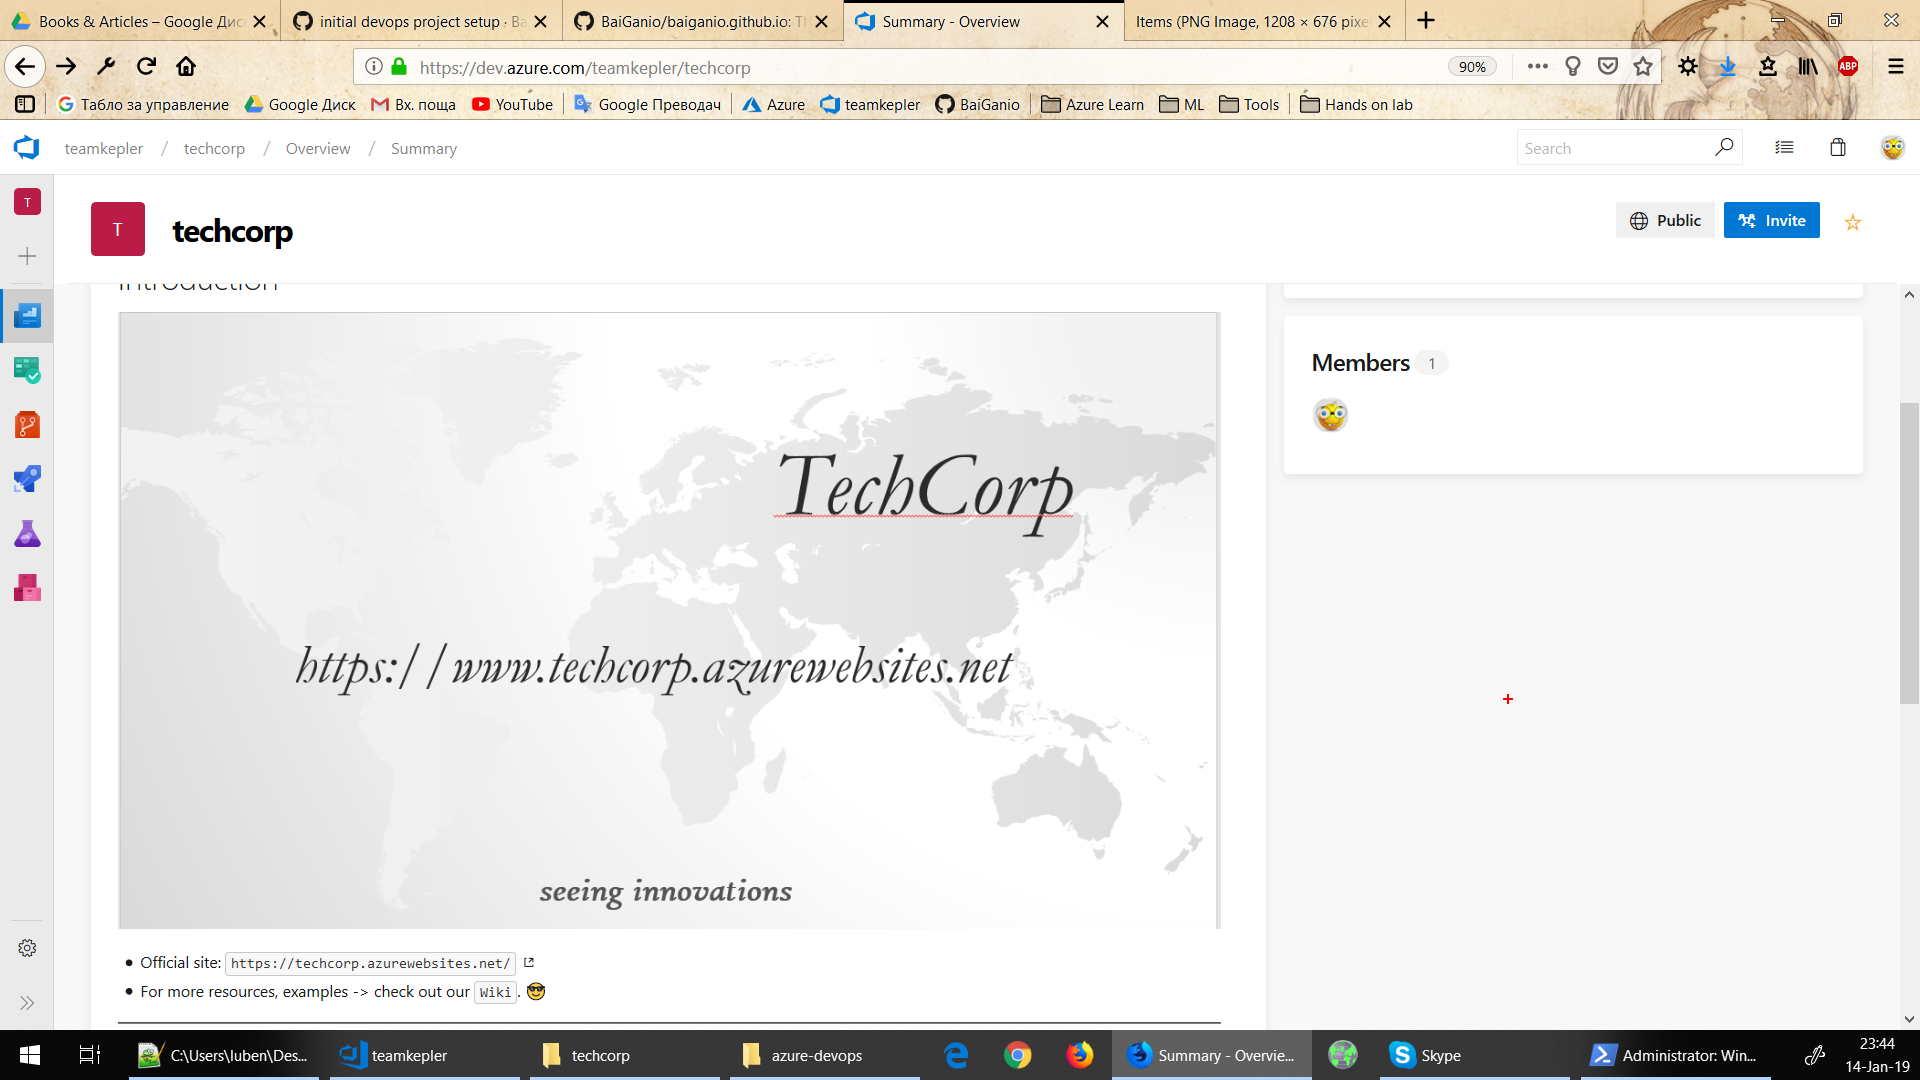 Books & Articles – Google Дис
initial devops project setup · Ba
BaiGanio/baiganio.github.io: Th
Summary - Overview
Items (PNG Image, 1208 × 676 pixe
https://dev.azure.com/teamkepler/techcorp
90%
ABP
Табло за управление
Google Диск
Вх. поща
YouTube
Google Преводач
Azure
teamkepler
BaiGanio
Azure Learn
ML
Tools
Hands on lab
teamkepler / techcorp / Overview / Summary
Search
T
T
techcorp
Public
Invite
Introduction
Members 1
TechCorp
https://www.techcorp.azurewebsites.net
seeing innovations
Official site: https://techcorp.azurewebsites.net/
For more resources, examples -> check out our Wiki. 😎
C:\Users\luben\Des...
teamkepler
techcorp
azure-devops
Summary - Overvie...
Skype
Administrator: Win...
23:44
14-Jan-19